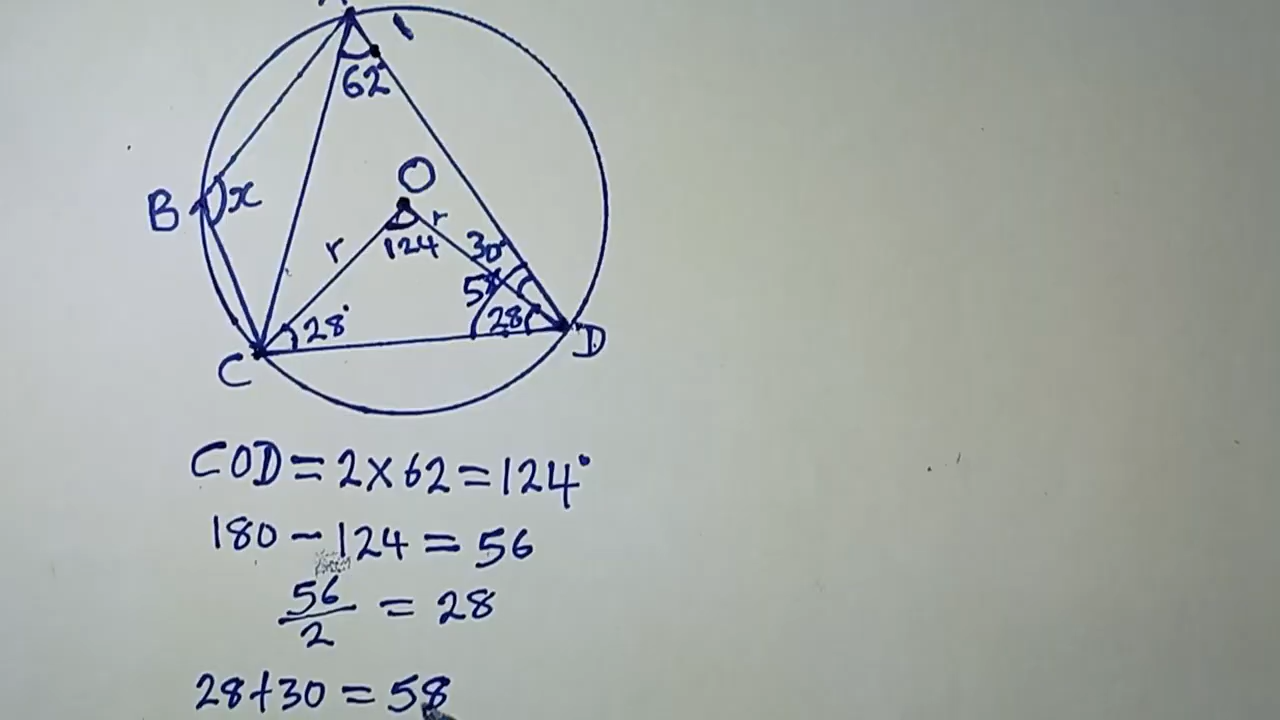 62°
O
B x
r r
124 30°
58
28° 28
C D
COD = 2×62 = 124°
180 - 124 = 56
56/2 = 28
28+30 = 58